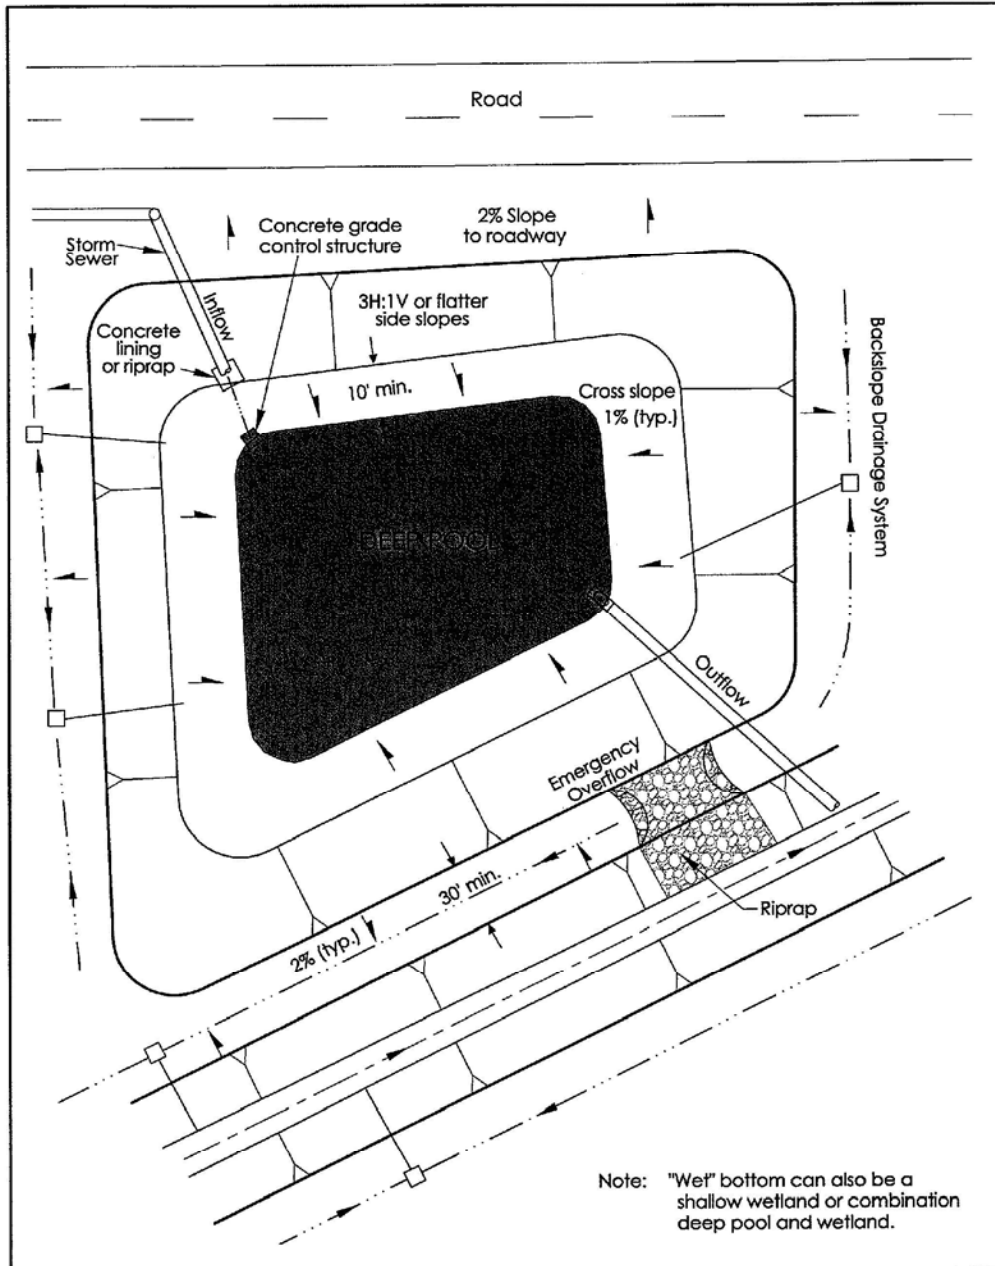 Road
2% Slope
to roadway
Concrete grade
control structure
Storm
Sewer
Inflow
3H:1V or flatter
side slopes
Concrete
lining
or riprap
10' min.
Cross slope
1% (typ.)
Backslope Drainage System
DEEP POOL
Outflow
Emergency
Overflow
30' min.
2% (typ.)
Riprap
Note: "Wet" bottom can also be a
shallow wetland or combination
deep pool and wetland.